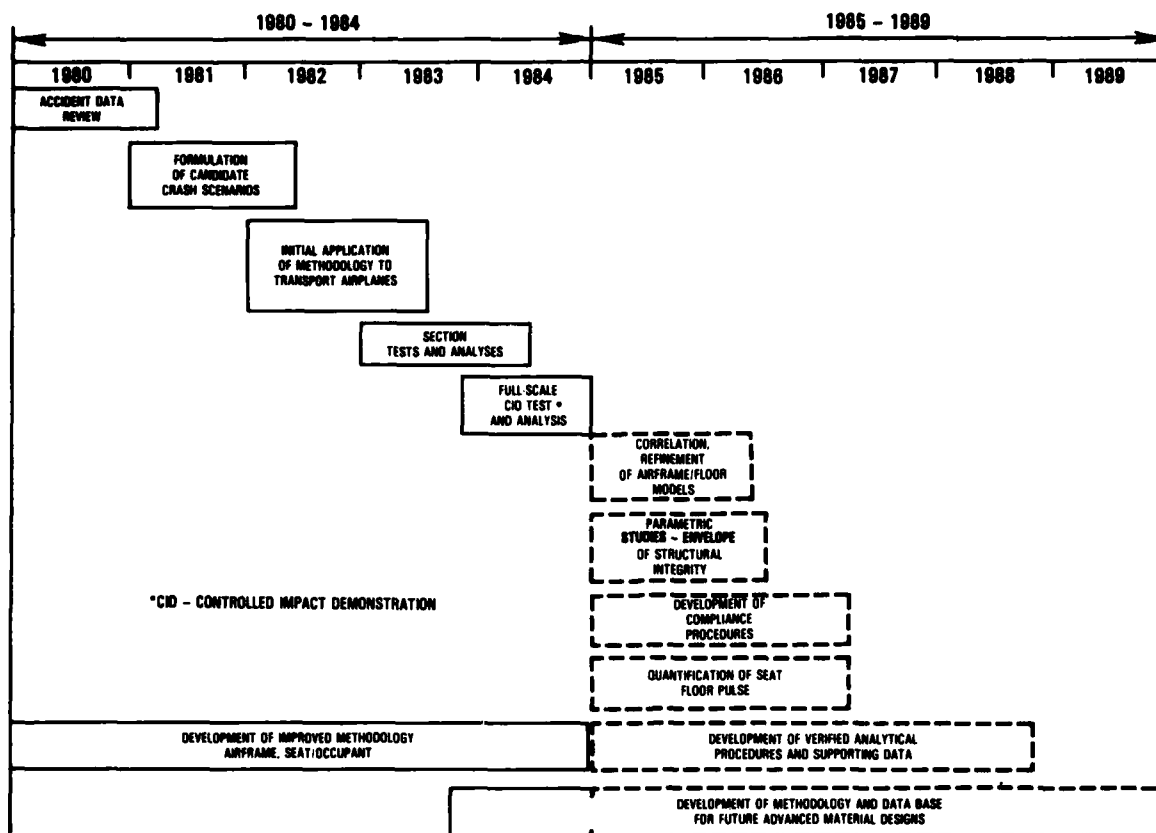 1980 – 1984
1985 – 1989
1980
1981
1982
1983
1984
1985
1986
1987
1988
1989
ACCIDENT DATA
REVIEW
FORMULATION
OF CANDIDATE
CRASH SCENARIOS
INITIAL APPLICATION
OF METHODOLOGY TO
TRANSPORT AIRPLANES
SECTION
TESTS AND ANALYSES
FULL-SCALE
CID TEST *
AND ANALYSIS
CORRELATION,
REFINEMENT
OF AIRFRAME/FLOOR
MODELS
PARAMETRIC
STUDIES – ENVELOPE
OF STRUCTURAL
INTEGRITY
*CID – CONTROLLED IMPACT DEMONSTRATION
DEVELOPMENT OF
COMPLIANCE
PROCEDURES
QUANTIFICATION OF SEAT
FLOOR PULSE
DEVELOPMENT OF IMPROVED METHODOLOGY
AIRFRAME, SEAT/OCCUPANT
DEVELOPMENT OF VERIFIED ANALYTICAL
PROCEDURES AND SUPPORTING DATA
DEVELOPMENT OF METHODOLOGY AND DATA BASE
FOR FUTURE ADVANCED MATERIAL DESIGNS